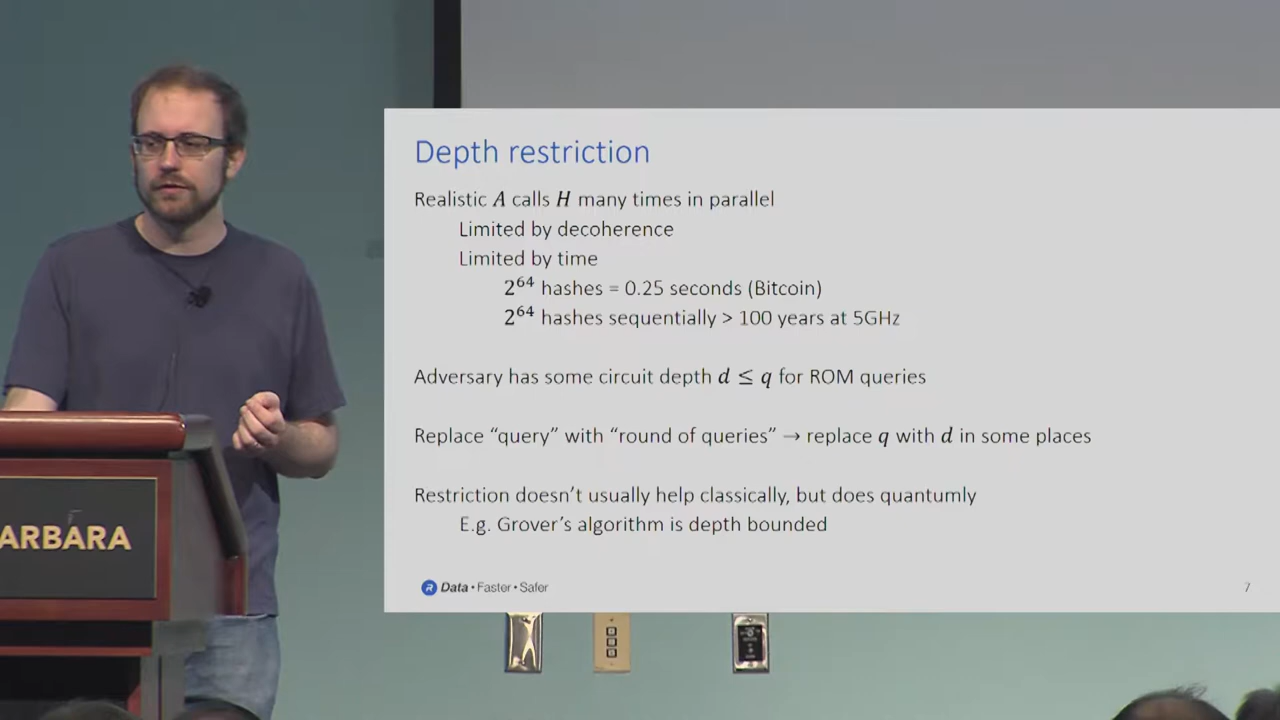 Depth restriction
Realistic A calls H many times in parallel
Limited by decoherence
Limited by time
2^64 hashes = 0.25 seconds (Bitcoin)
2^64 hashes sequentially > 100 years at 5GHz
Adversary has some circuit depth d ≤ q for ROM queries
Replace “query” with “round of queries” → replace q with d in some places
Restriction doesn’t usually help classically, but does quantumly
E.g. Grover’s algorithm is depth bounded
R Data • Faster • Safer
7
ARBARA